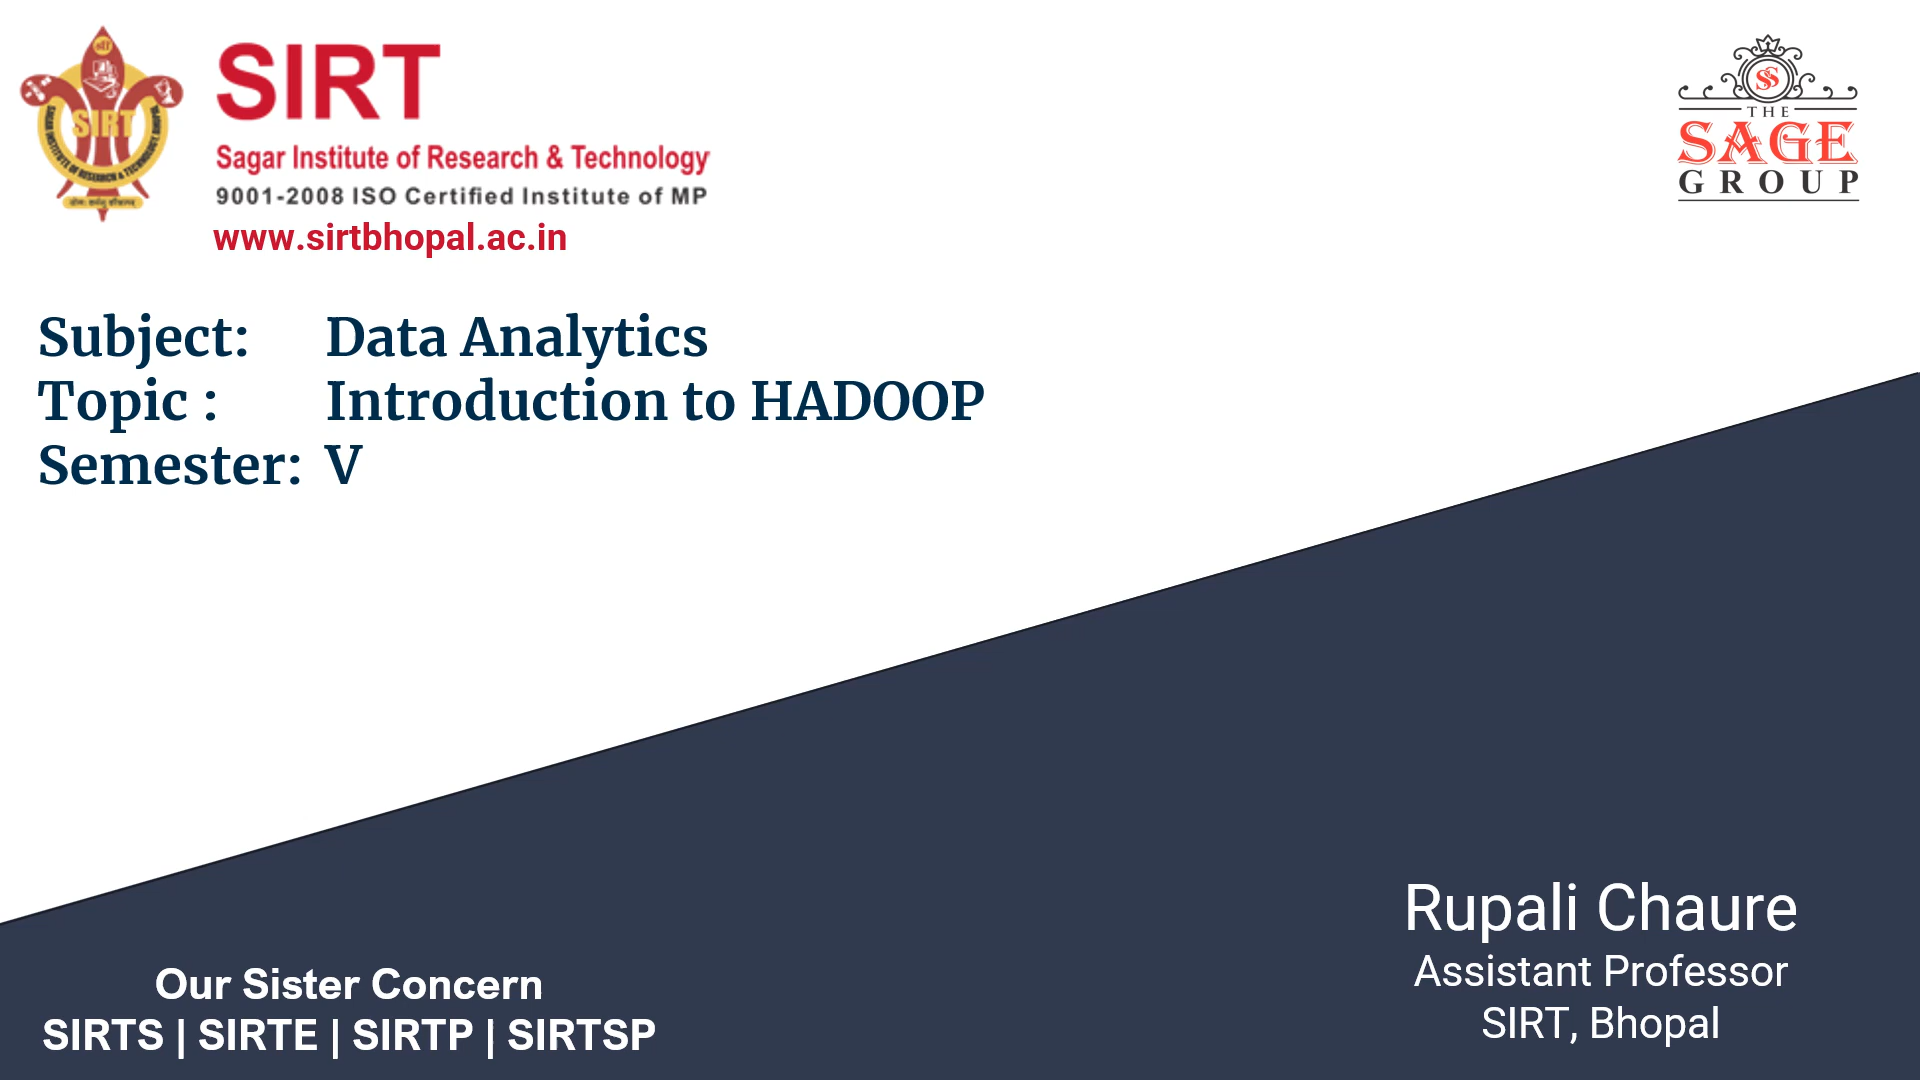 SIRT
SIRT
Sagar Institute of Research & Technology
9001-2008 ISO Certified Institute of MP
www.sirtbhopal.ac.in
THE
SAGE
GROUP
Subject: Data Analytics
Topic : Introduction to HADOOP
Semester: V
Rupali Chaure
Assistant Professor
SIRT, Bhopal
Our Sister Concern
SIRTS | SIRTE | SIRTP | SIRTSP